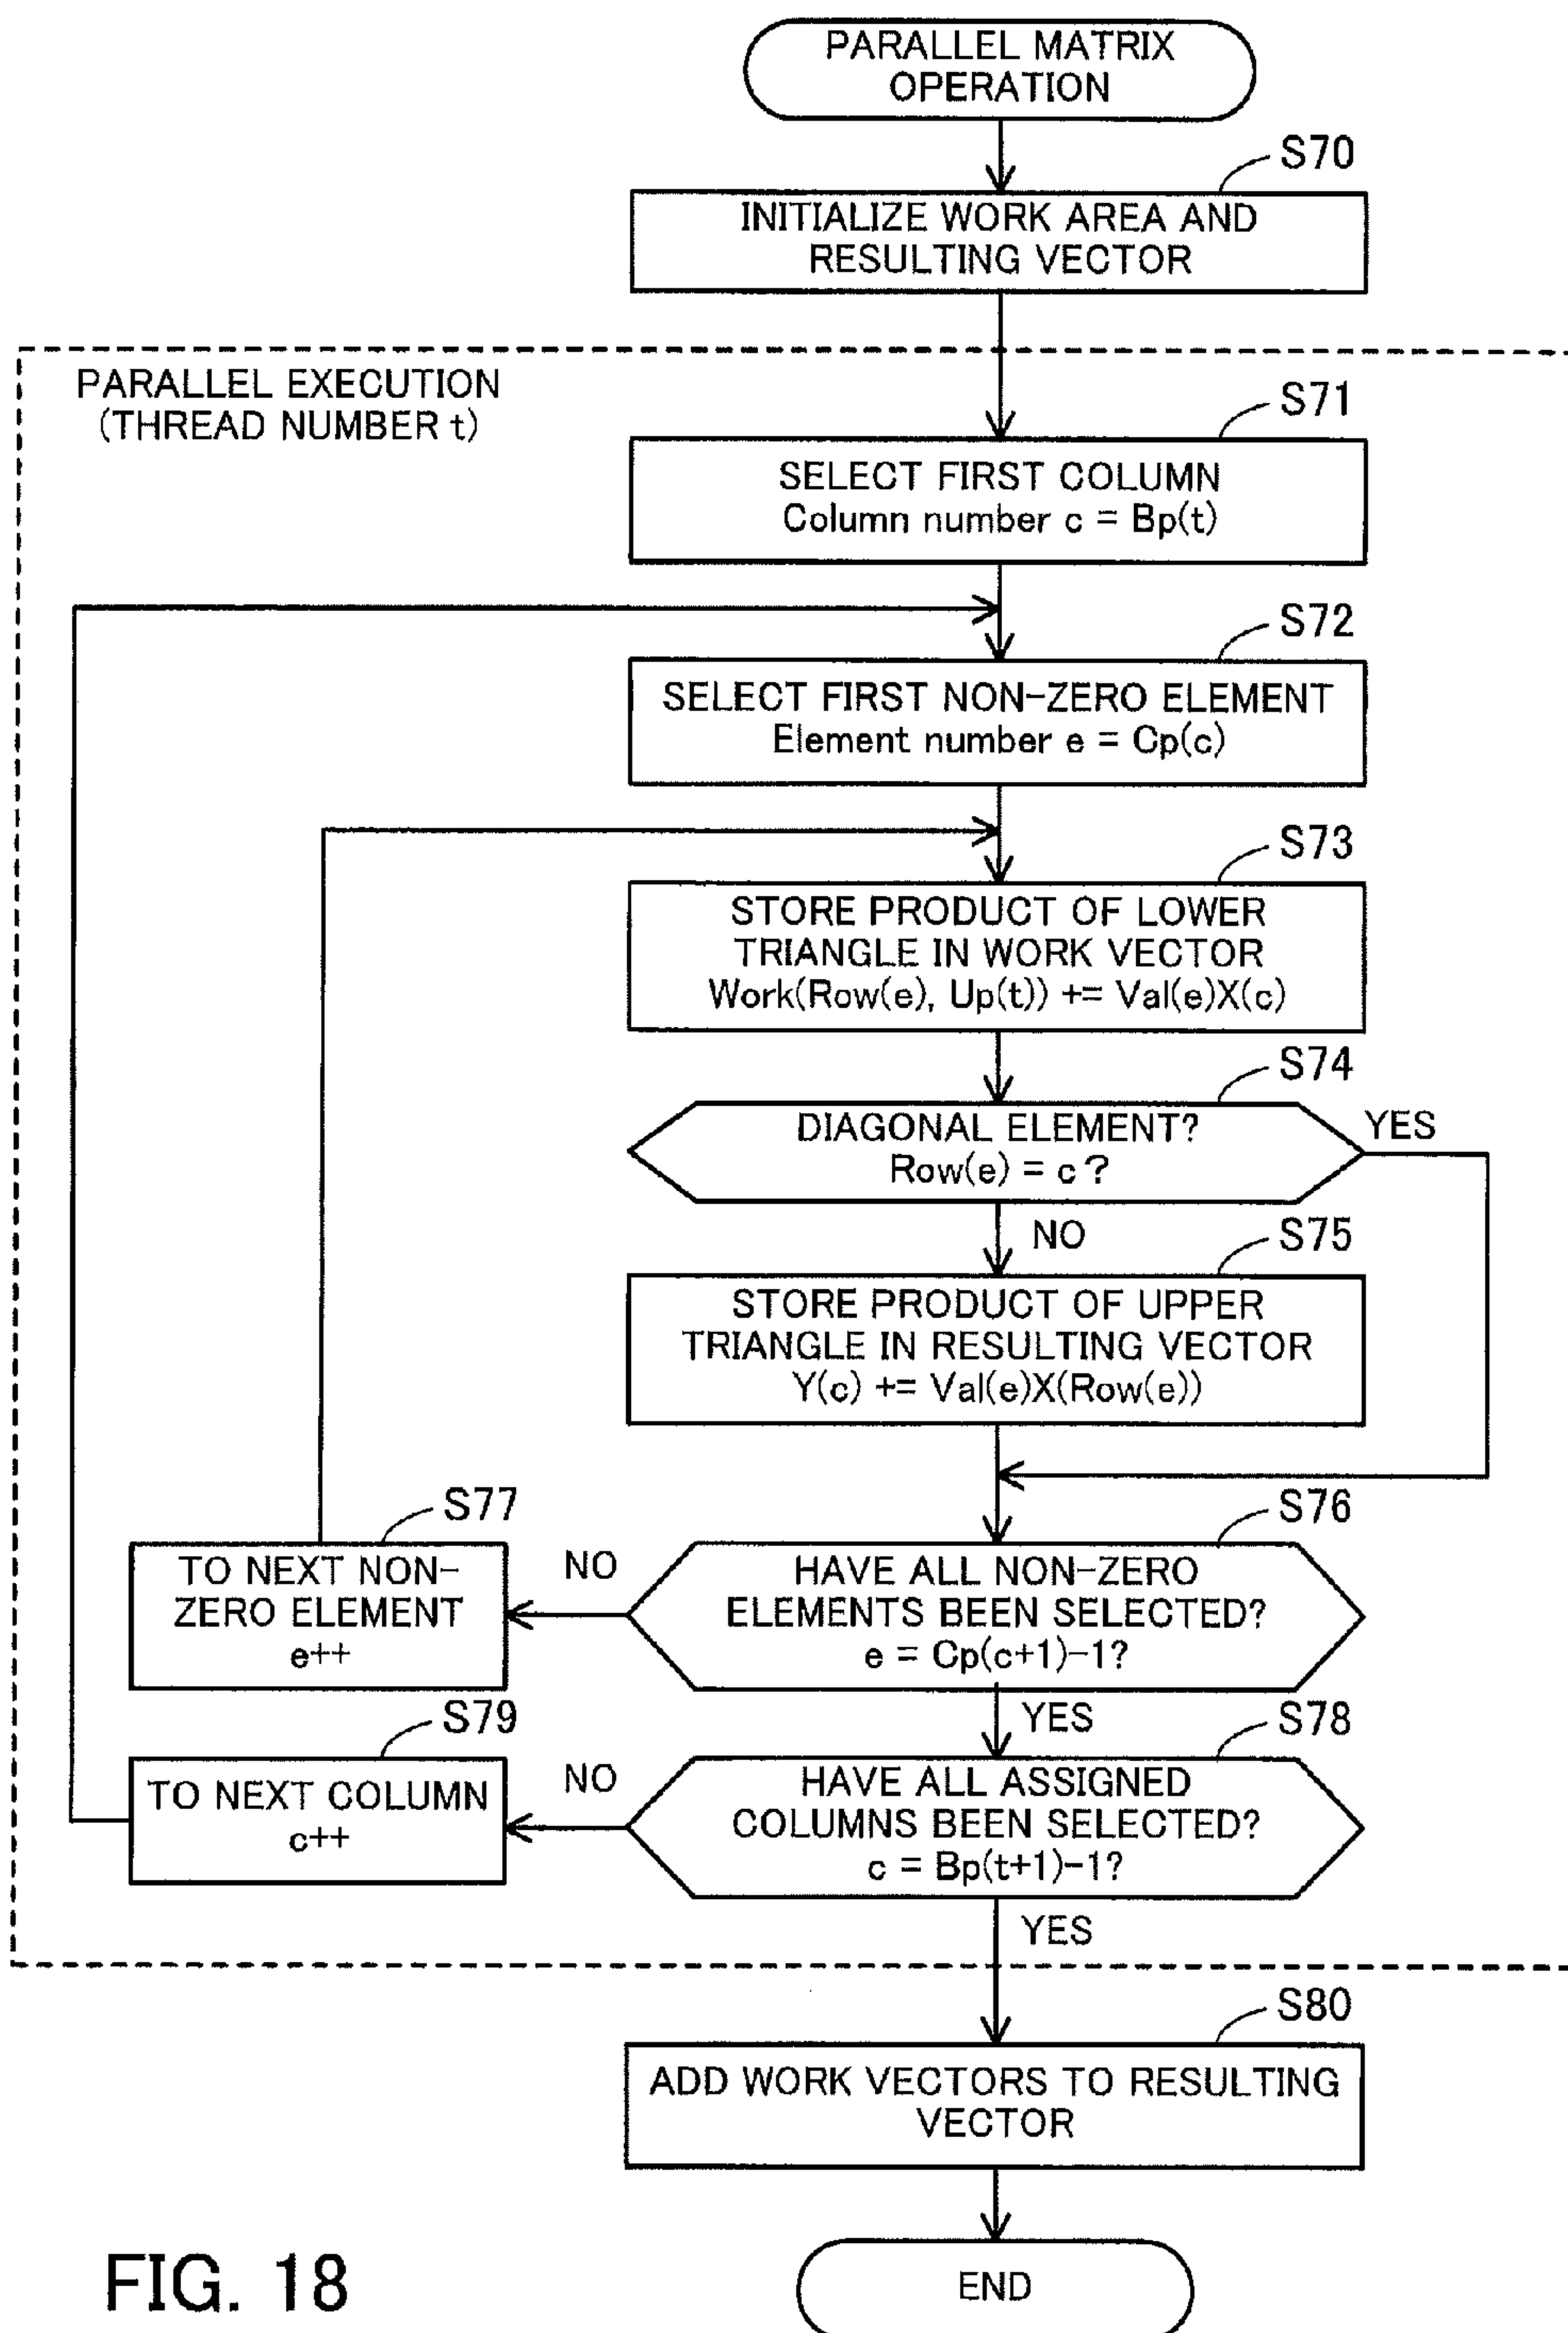 PARALLEL MATRIX
OPERATION
S70
INITIALIZE WORK AREA AND
RESULTING VECTOR
PARALLEL EXECUTION
(THREAD NUMBER t)
S71
SELECT FIRST COLUMN
Column number c = Bp(t)
S72
SELECT FIRST NON-ZERO ELEMENT
Element number e = Cp(c)
S73
STORE PRODUCT OF LOWER
TRIANGLE IN WORK VECTOR
Work(Row(e), Up(t)) += Val(e)X(c)
S74
DIAGONAL ELEMENT?
Row(e) = c ?
YES
NO
S75
STORE PRODUCT OF UPPER
TRIANGLE IN RESULTING VECTOR
Y(c) += Val(e)X(Row(e))
S77
TO NEXT NON-
ZERO ELEMENT
e++
NO
S76
HAVE ALL NON-ZERO
ELEMENTS BEEN SELECTED?
e = Cp(c+1)-1?
YES
S79
TO NEXT COLUMN
c++
NO
S78
HAVE ALL ASSIGNED
COLUMNS BEEN SELECTED?
c = Bp(t+1)-1?
YES
S80
ADD WORK VECTORS TO RESULTING
VECTOR
END
FIG. 18